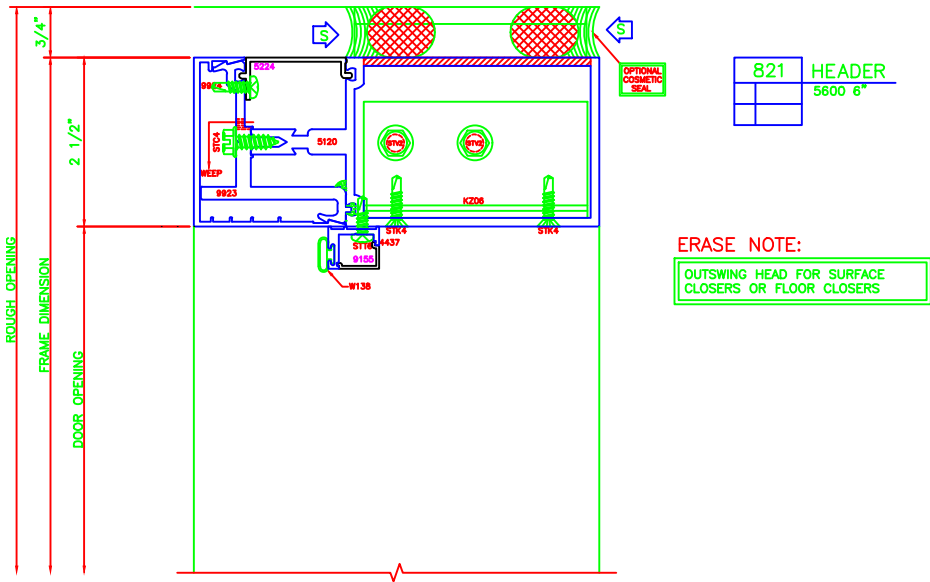 3/4"
S
S
OPTIONAL
COSMETIC
SEAL
821 HEADER
5600 6"
2 1/2"
5224
9924
STC4
5120
STV2
STV2
WEEP
9923
KZ06
STK4
STK4
4437
9155
W138
ERASE NOTE:
OUTSWING HEAD FOR SURFACE
CLOSERS OR FLOOR CLOSERS
ROUGH OPENING
FRAME DIMENSION
DOOR OPENING